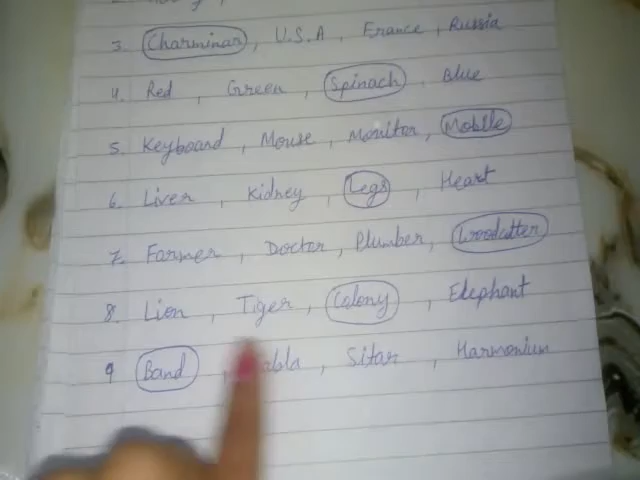 3. Charminar, U.S.A, France, Russia
4. Red, Green, Spinach, Blue
5. Keyboard, Mouse, Monitor, Mobile
6. Liver, Kidney, Legs, Heart
7. Farmer, Doctor, Plumber, Woodcutter
8. Lion, Tiger, Colony, Elephant
9 Band, Sitar, Harmonium